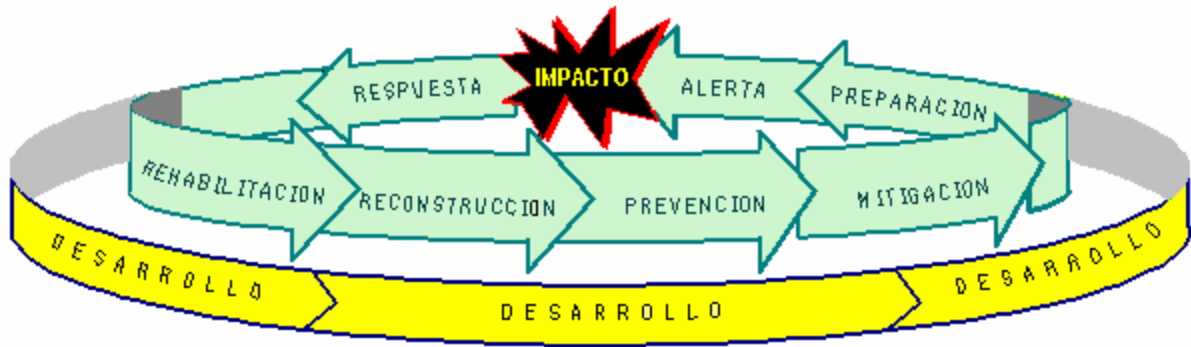 RESPUESTA IMPACTO ALERTA PREPARACION
REHABILITACION RECONSTRUCCION PREVENCION MITIGACION
DESARROLLO DESARROLLO DESARROLLO